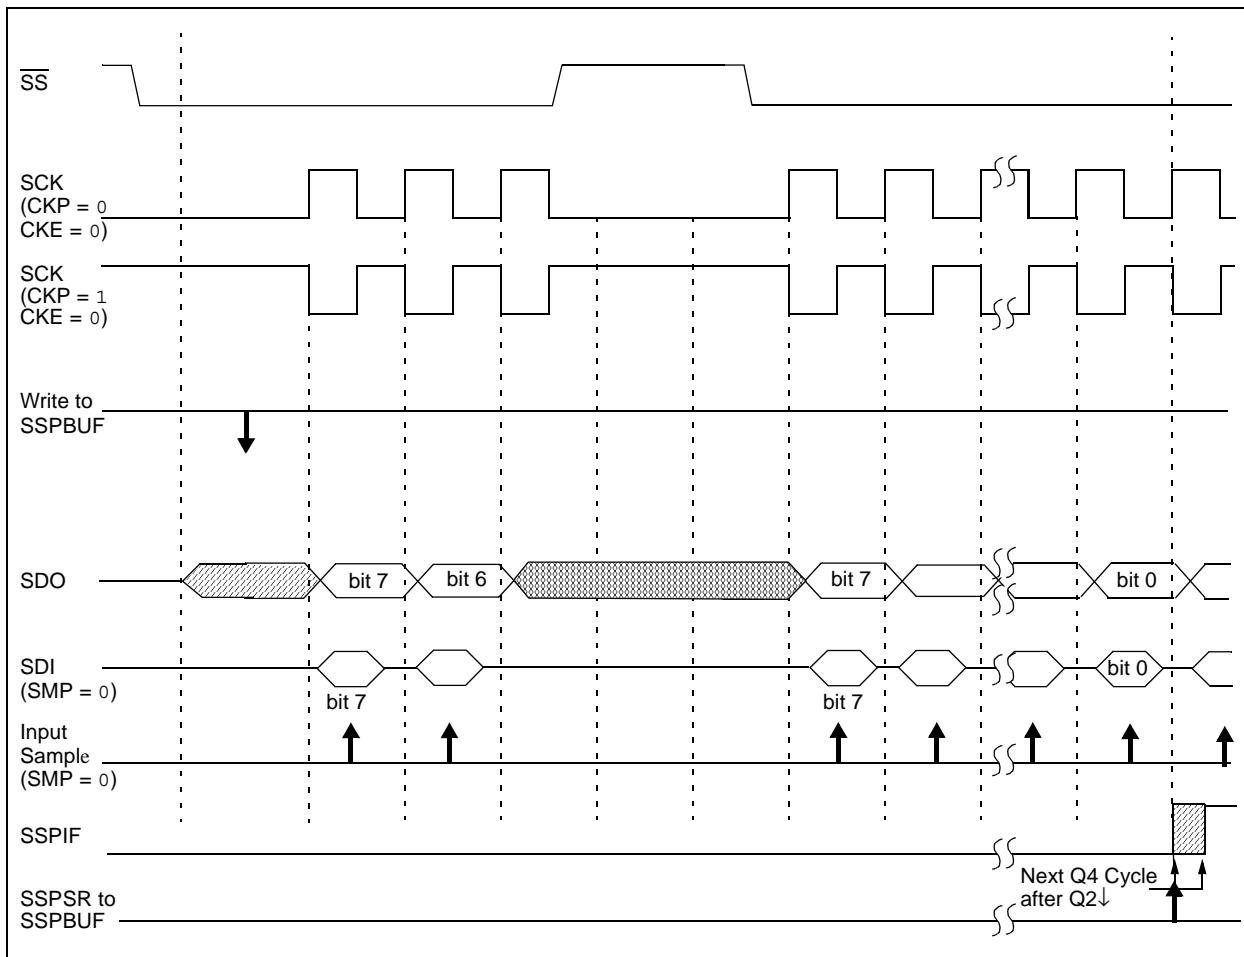 SS
SCK
(CKP = 0
CKE = 0)
SCK
(CKP = 1
CKE = 0)
Write to
SSPBUF
SDO
bit 7
bit 6
bit 7
bit 0
SDI
(SMP = 0)
bit 7
bit 7
bit 0
Input
Sample
(SMP = 0)
SSPIF
Next Q4 Cycle
after Q2↓
SSPSR to
SSPBUF